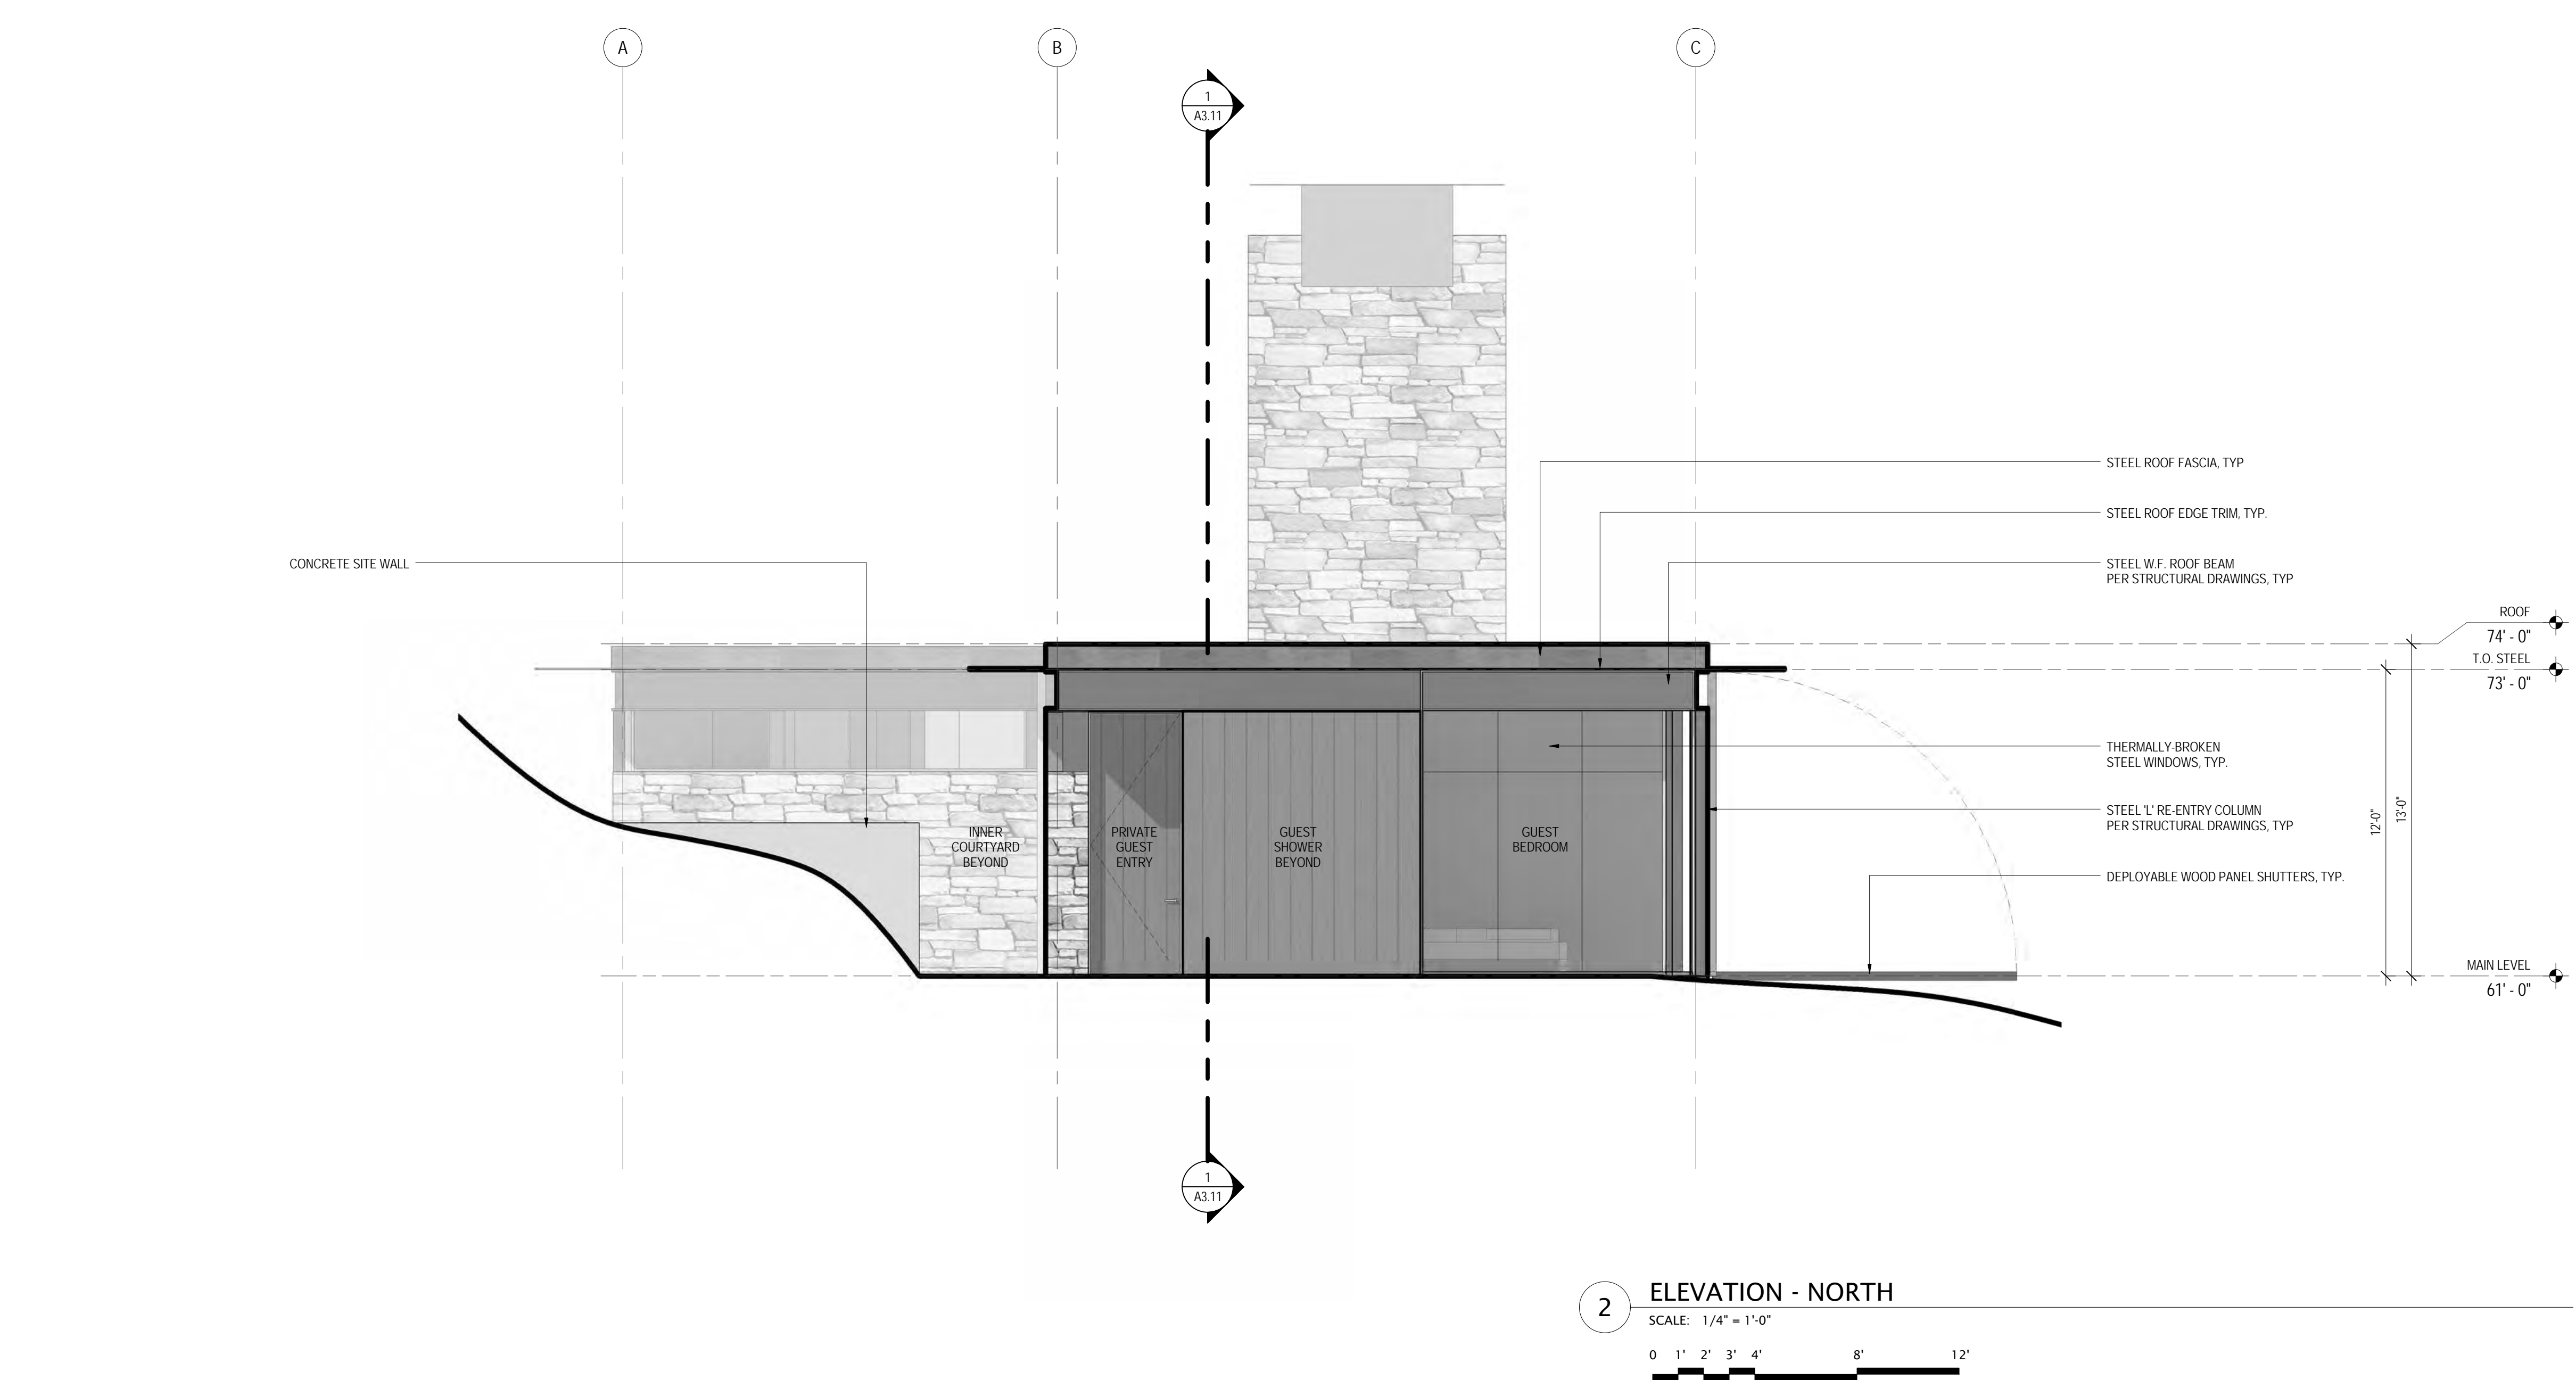 A
B
C
1
A3.11
STEEL ROOF FASCIA, TYP
STEEL ROOF EDGE TRIM, TYP.
CONCRETE SITE WALL
STEEL W.F. ROOF BEAM
PER STRUCTURAL DRAWINGS, TYP
ROOF
74' - 0"
T.O. STEEL
73' - 0"
THERMALLY-BROKEN
STEEL WINDOWS, TYP.
STEEL 'L' RE-ENTRY COLUMN
PER STRUCTURAL DRAWINGS, TYP
12'-0"
13'-0"
INNER
COURTYARD
BEYOND
PRIVATE
GUEST
ENTRY
GUEST
SHOWER
BEYOND
GUEST
BEDROOM
DEPLOYABLE WOOD PANEL SHUTTERS, TYP.
MAIN LEVEL
61' - 0"
1
A3.11
2
ELEVATION - NORTH
SCALE: 1/4" = 1'-0"
0 1' 2' 3' 4' 8' 12'